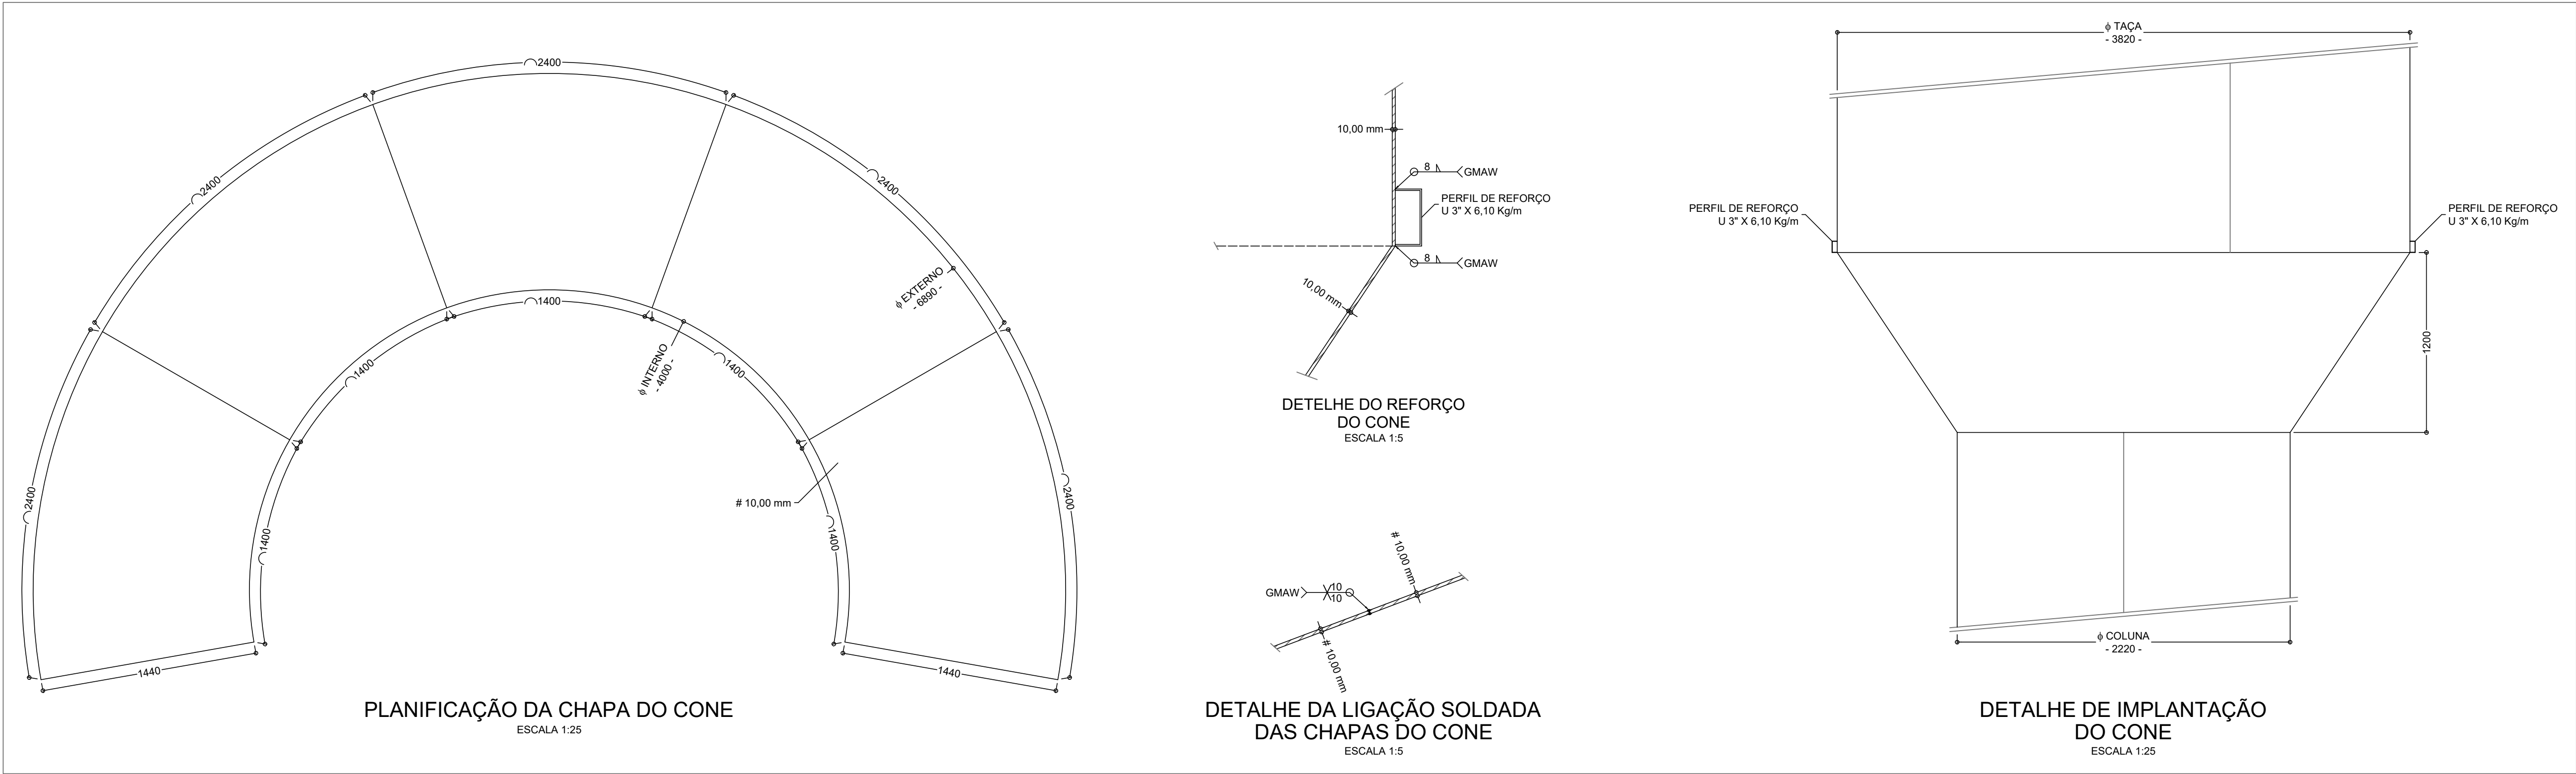 2400
2400
2400
2400
2400
1400
1400
1400
1400
1400
ϕ EXTERNO
- 6890 -
ϕ INTERNO
- 4000 -
# 10,00 mm
1440
1440
PLANIFICAÇÃO DA CHAPA DO CONE
ESCALA 1:25
10,00 mm
8
GMAW
PERFIL DE REFORÇO
U 3" X 6,10 Kg/m
8
GMAW
10,00 mm
DETELHE DO REFORÇO
DO CONE
ESCALA 1:5
# 10,00 mm
GMAW
10
10
# 10,00 mm
DETALHE DA LIGAÇÃO SOLDADA
DAS CHAPAS DO CONE
ESCALA 1:5
ϕ TAÇA
- 3820 -
PERFIL DE REFORÇO
U 3" X 6,10 Kg/m
PERFIL DE REFORÇO
U 3" X 6,10 Kg/m
1200
ϕ COLUNA
- 2220 -
DETALHE DE IMPLANTAÇÃO
DO CONE
ESCALA 1:25